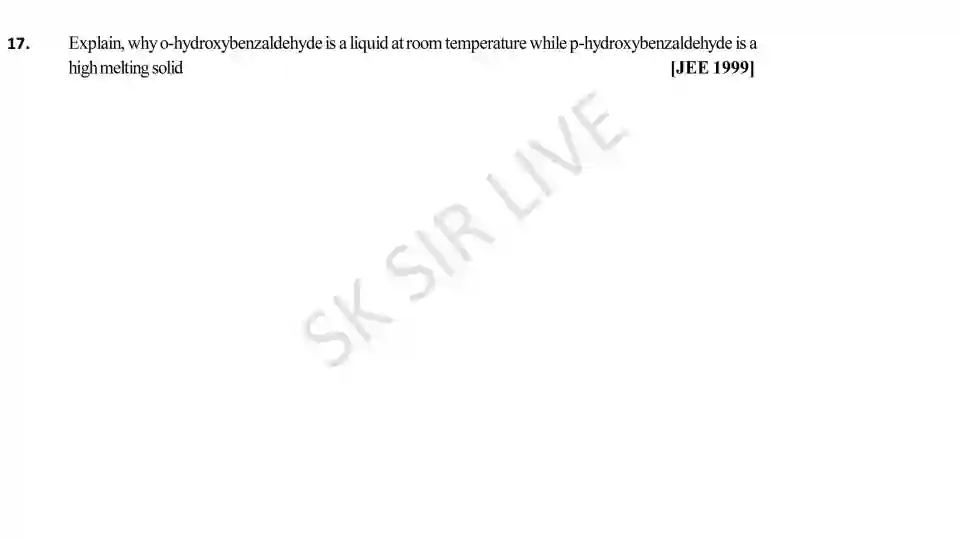 17. Explain, why o-hydroxybenzaldehyde is a liquid at room temperature while p-hydroxybenzaldehyde is a
high melting solid [JEE 1999]
SK SIR LIVE